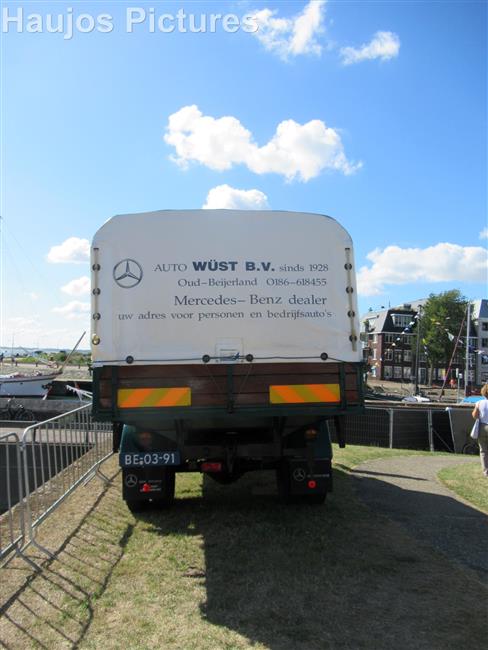 Haujos Pictures
AUTO WÜST B.V. sinds 1928
Oud-Beijerland 0186-618455
Mercedes-Benz dealer
uw adres voor personen en bedrijfsauto's
BE-03-91